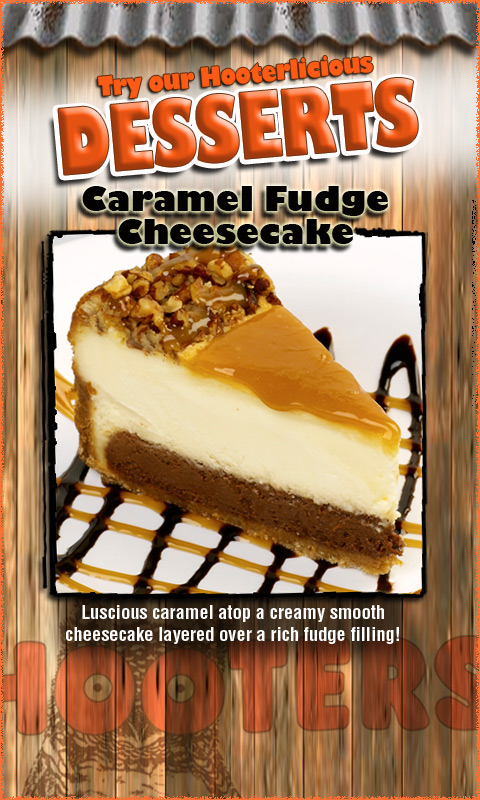 Try our Hooterlicious
DESSERTS
Caramel Fudge
Cheesecake
Luscious caramel atop a creamy smooth
cheesecake layered over a rich fudge filling!
HOOTERS